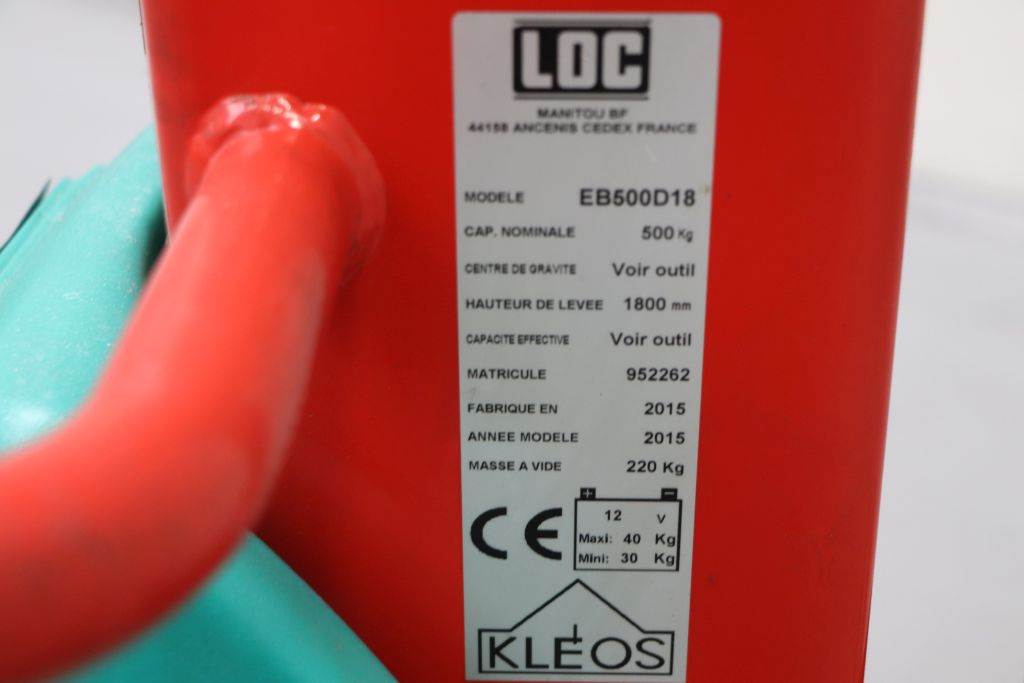 LOC
MANITOU BF
44158 ANCENIS CEDEX FRANCE
MODELE EB500D18
CAP. NOMINALE 500 Kg
CENTRE DE GRAVITE Voir outil
HAUTEUR DE LEVEE 1800 mm
CAPACITE EFFECTIVE Voir outil
MATRICULE 952262
FABRIQUE EN 2015
ANNEE MODELE 2015
MASSE A VIDE 220 Kg
CE
+ −
12 V
Maxi: 40 Kg
Mini: 30 Kg
KLEOS